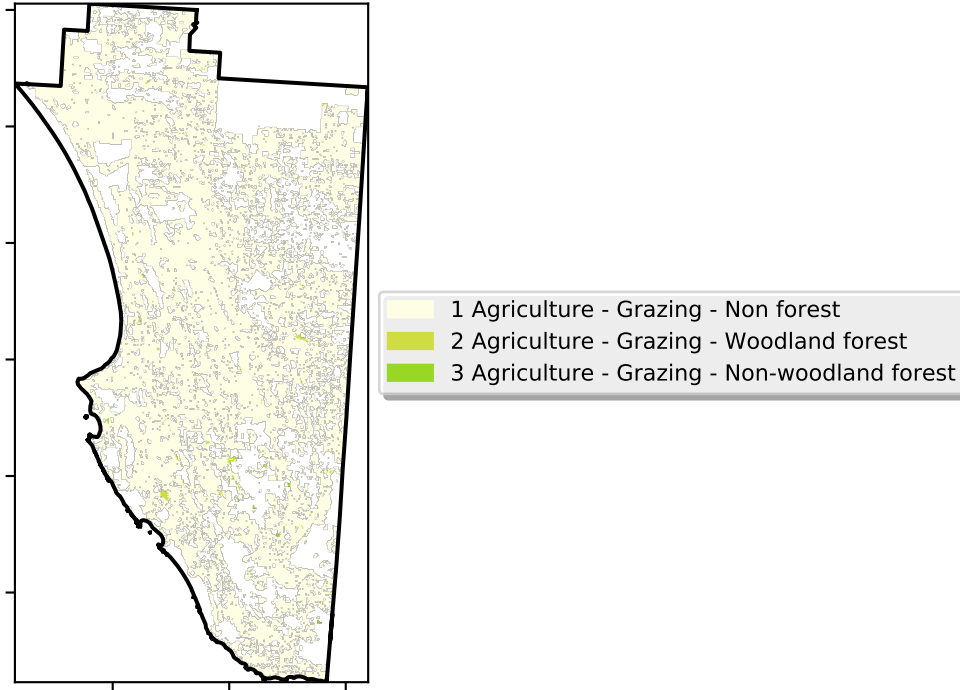 1 Agriculture - Grazing - Non forest
2 Agriculture - Grazing - Woodland forest
3 Agriculture - Grazing - Non-woodland forest